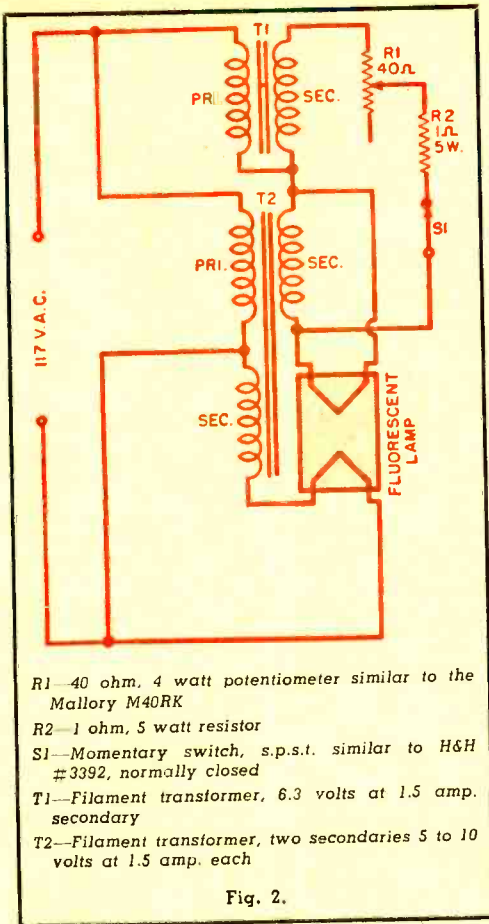 T1
R1
40Ω
PRI.
SEC.
R2
1Ω
5W.
T2
S1
PRI.
SEC.
117 V.A.C.
SEC.
FLUORESCENT
LAMP
R1—40 ohm, 4 watt potentiometer similar to the
Mallory M40RK
R2—1 ohm, 5 watt resistor
S1—Momentary switch, s.p.s.t. similar to H&H
#3392, normally closed
T1—Filament transformer, 6.3 volts at 1.5 amp.
secondary
T2—Filament transformer, two secondaries 5 to 10
volts at 1.5 amp. each
Fig. 2.